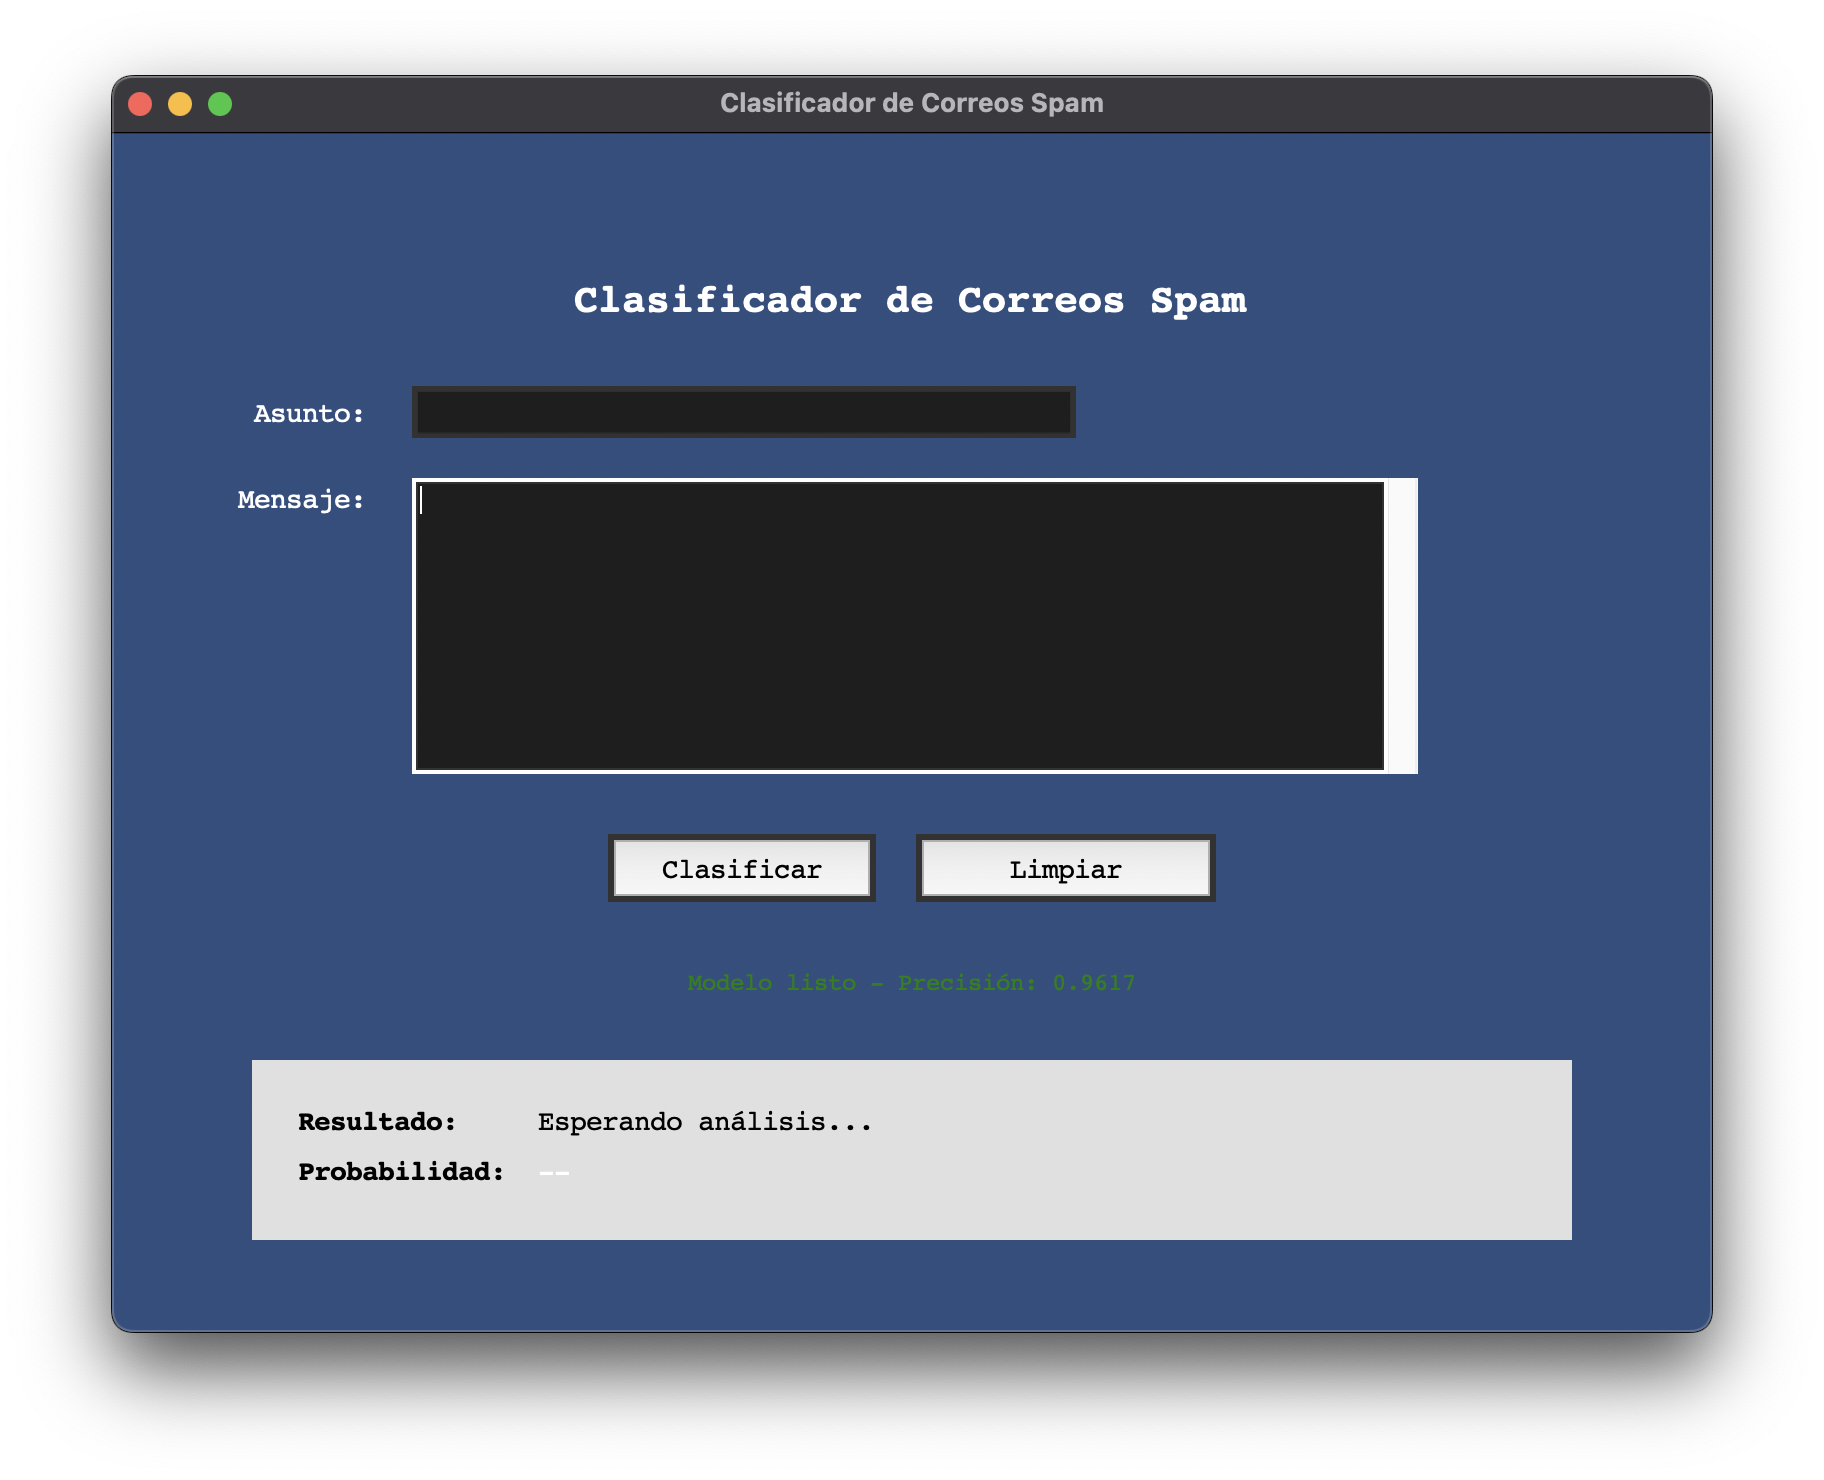 Clasificador de Correos Spam
Clasificador de Correos Spam
Asunto:
Mensaje:
Clasificar Limpiar
Modelo listo - Precisión: 0.9617
Resultado: Esperando análisis...
Probabilidad: --